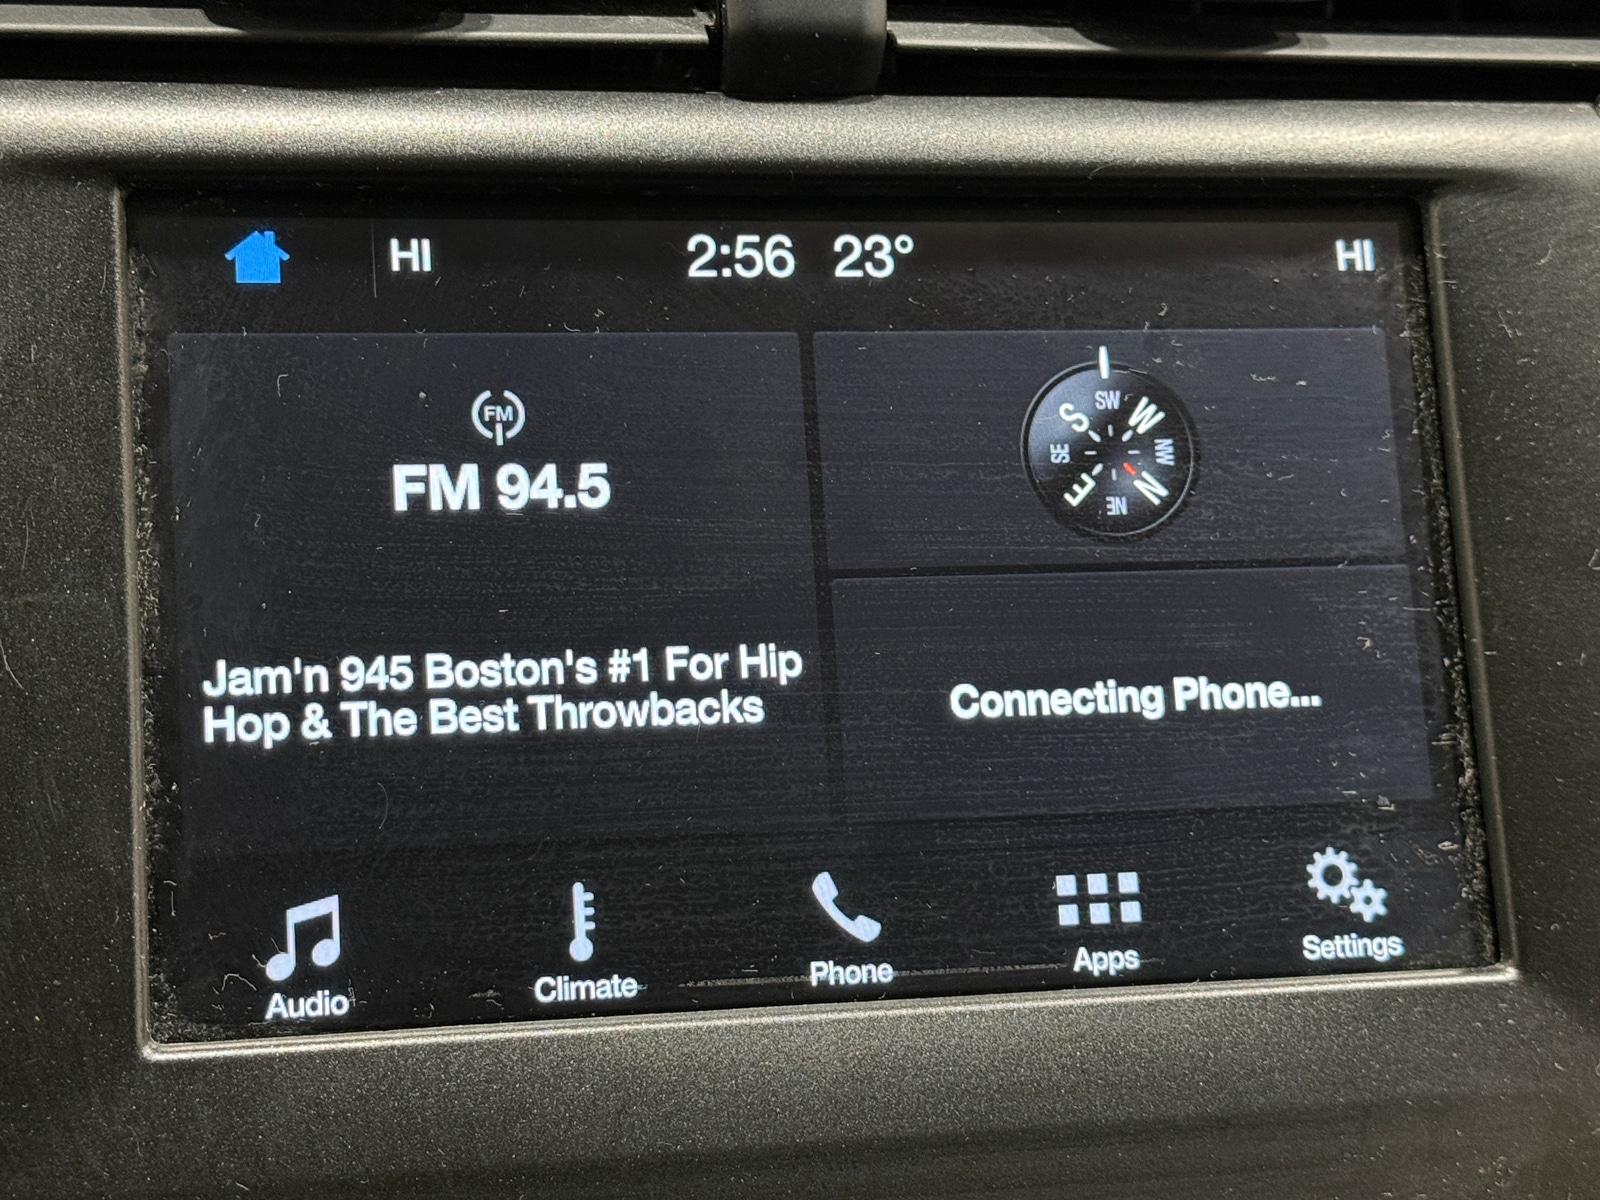 HI 2:56 23° HI
FM
FM 94.5
Jam'n 945 Boston's #1 For Hip
Hop & The Best Throwbacks
SW
S W
SE NW
E N
NE
Connecting Phone...
Audio Climate Phone Apps Settings